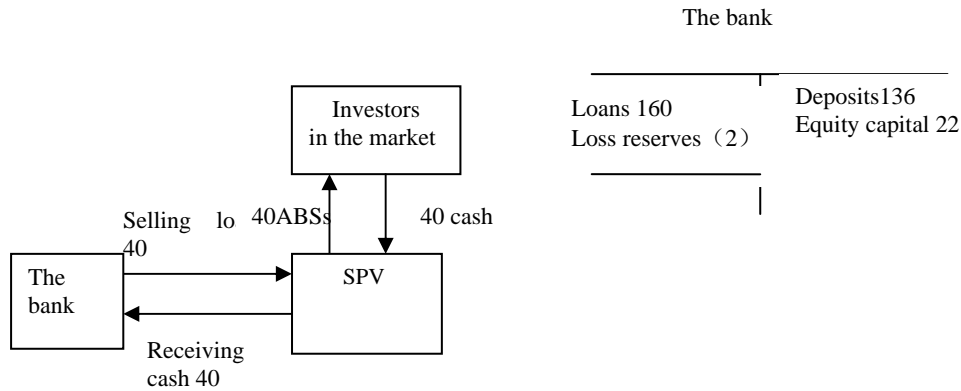 The bank
Investors
in the market
Loans 160
Loss reserves（2）
Deposits136
Equity capital 22
Selling lo
40
40ABSs
40 cash
The
bank
SPV
Receiving
cash 40